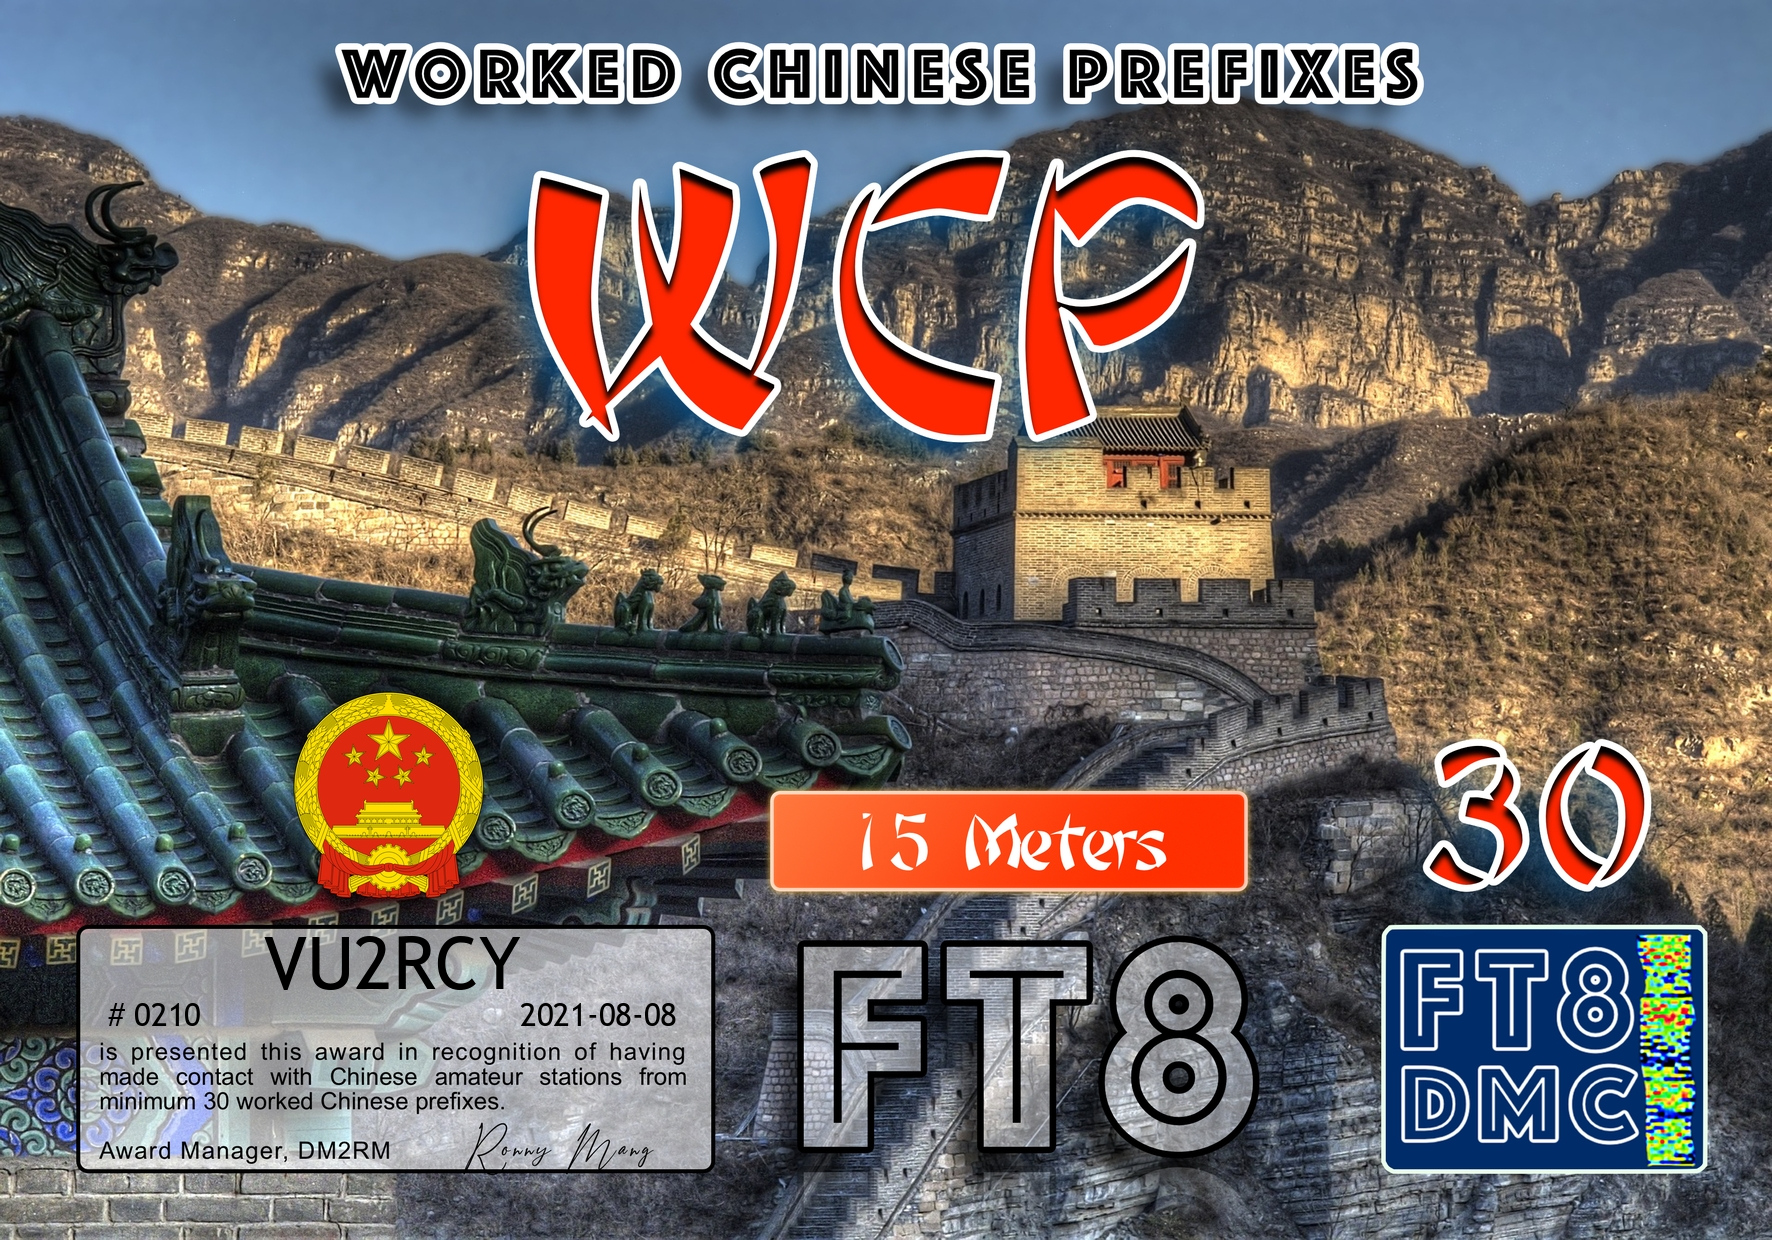 WORKED CHINESE PREFIXES
WCP
30
15 Meters
VU2RCY
# 0210 2021-08-08
is presented this award in recognition of having
made contact with Chinese amateur stations from
minimum 30 worked Chinese prefixes.
Award Manager, DM2RM Ronny Mang
FT8
FT8
DMC